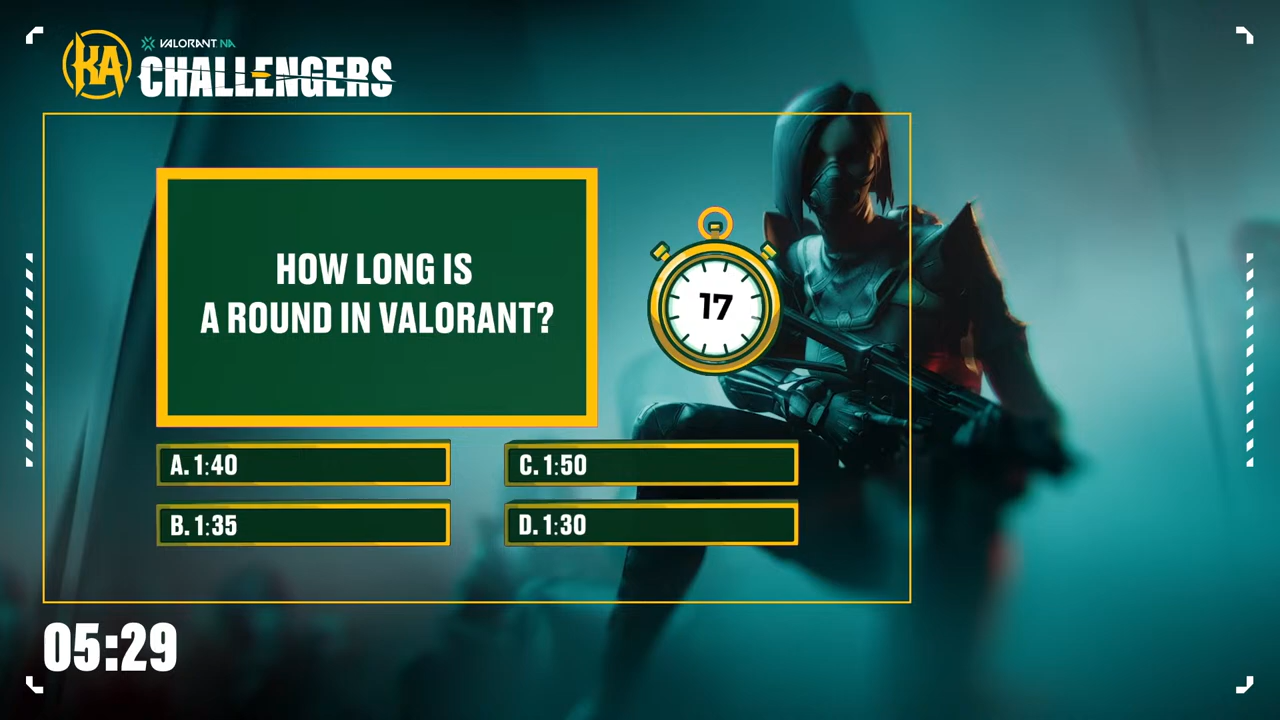 KA
VALORANT NA
CHALLENGERS
HOW LONG IS
A ROUND IN VALORANT?
17
A. 1:40
C. 1:50
B. 1:35
D. 1:30
05:29